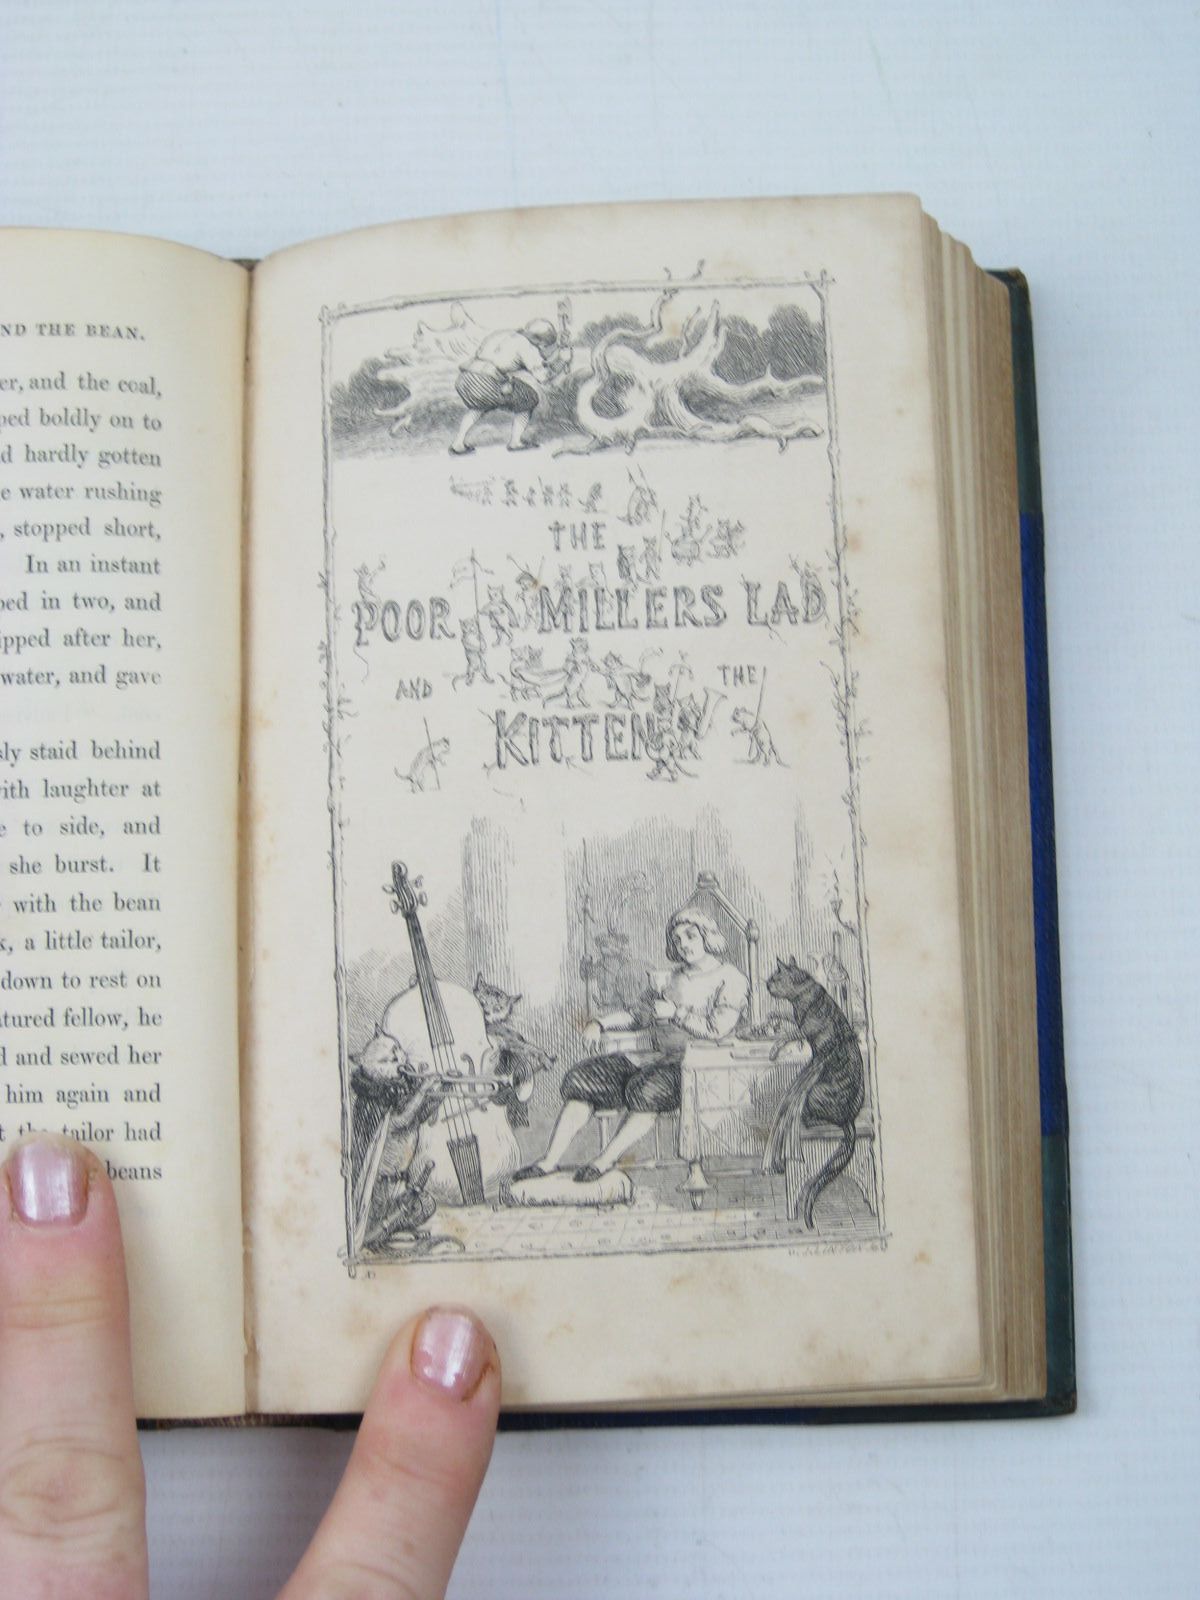 ND THE BEAN.
er, and the coal,
ped boldly on to
d hardly gotten
e water rushing
, stopped short,
In an instant
ped in two, and
ipped after her,
water, and gave
sly staid behind
ith laughter at
e to side, and
she burst. It
with the bean
k, a little tailor,
down to rest on
atured fellow, he
d and sewed her
him again and
t the tailor had
beans
THE
POOR MILLERS LAD
AND THE
KITTEN
W. J. LINTON